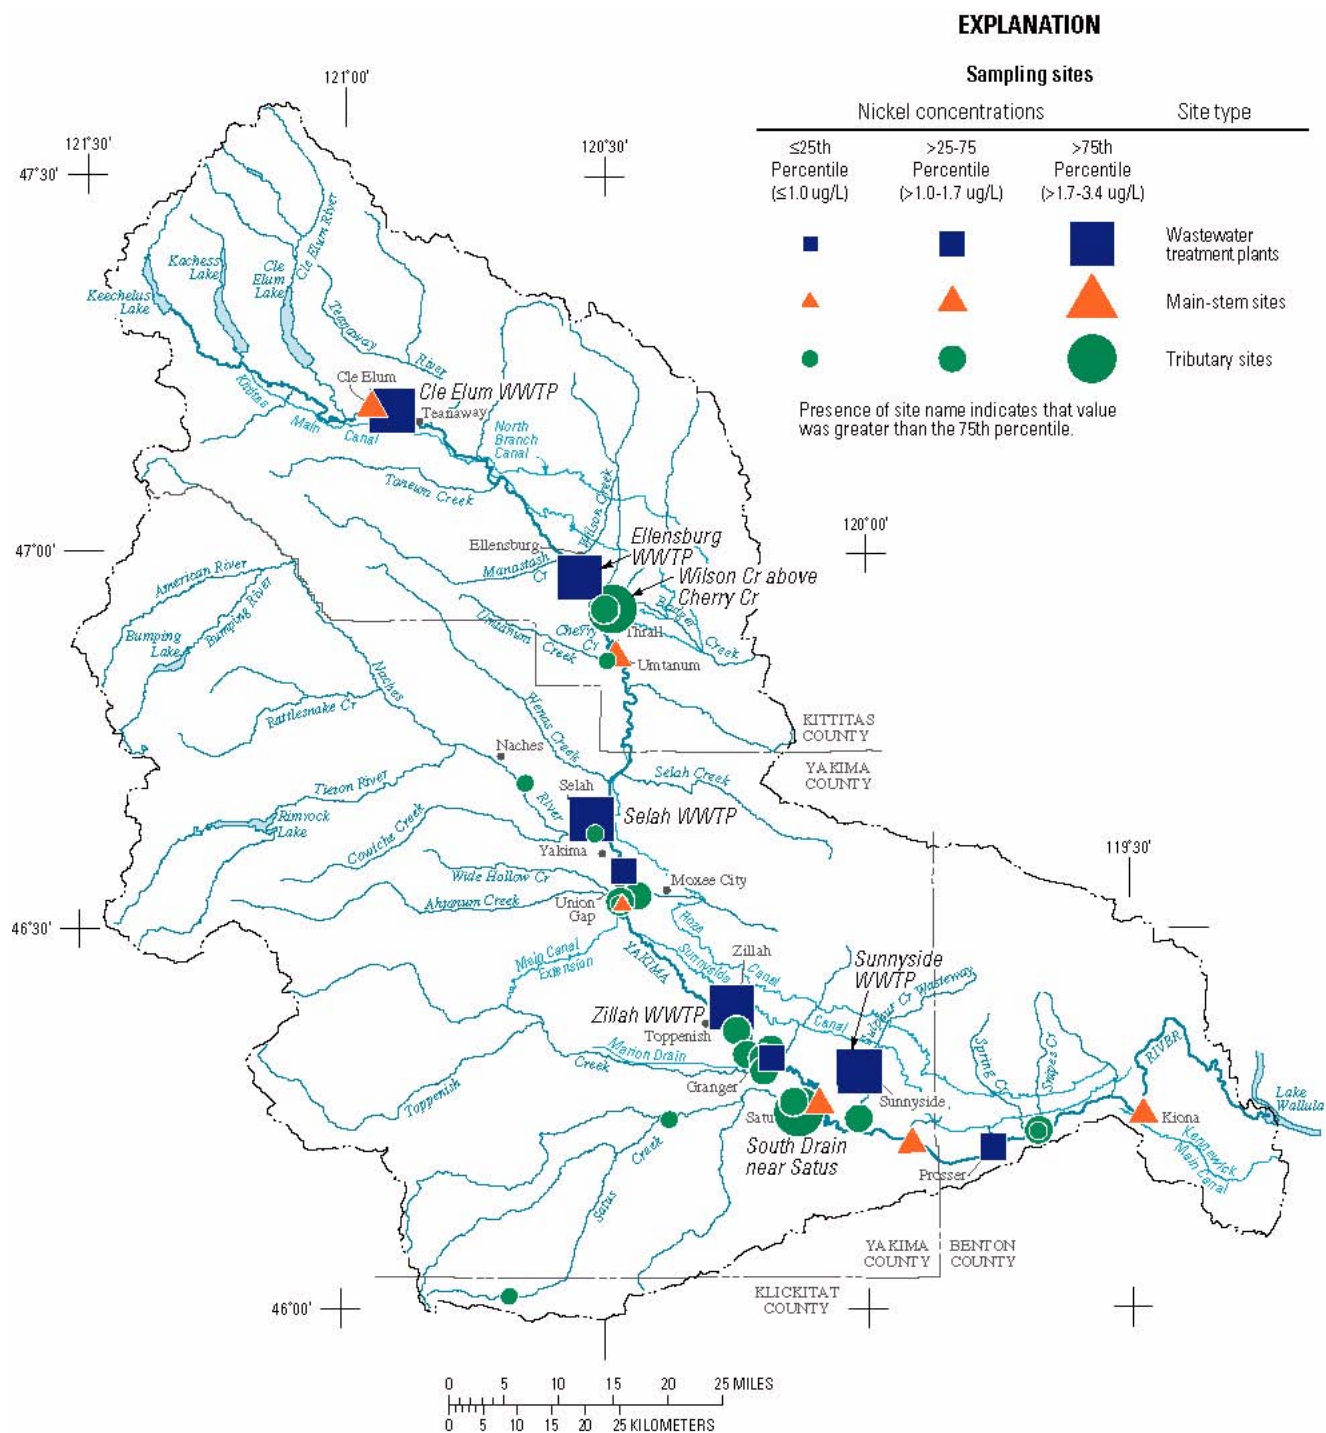 EXPLANATION
Sampling sites
Nickel concentrations
Site type
≤25th
Percentile
(≤1.0 ug/L)
>25-75
Percentile
(>1.0-1.7 ug/L)
>75th
Percentile
(>1.7-3.4 ug/L)
Wastewater
treatment plants
Main-stem sites
Tributary sites
Presence of site name indicates that value
was greater than the 75th percentile.
121°00'
121°30'
47°30'
120°30'
Cle Elum River
Kachess
Lake
Cle
Elum
Lake
Keechelus
Lake
Teanaway
River
Kittitas
Main
Canal
Cle Elum
Cle Elum WWTP
Teanaway
North
Branch
Canal
Taneum Creek
Wilson Creek
120°00'
47°00'
Ellensburg
Ellensburg
WWTP
Manastash
Cr
Wilson Cr above
Cherry Cr
American River
Bumping River
Bumping
Lake
Umtanum
Creek
Cherry
Cr
Badger
Creek
Thrall
Umtanum
Naches
Rattlesnake Cr
Wenas Creek
KITTITAS
COUNTY
YAKIMA
COUNTY
Naches
Selah Creek
Tieton River
River
Selah
Selah WWTP
Rimrock
Lake
Cowiche Creek
Yakima
119°30'
Wide Hollow Cr
Moxee City
Ahtanum Creek
Union
Gap
46°30'
Roza
Canal
Main Canal
Extension
YAKIMA
Sunnyside
Canal
Zillah
Sunnyside
WWTP
Sulphur Cr Wasteway
Zillah WWTP
Toppenish
Marion Drain
Toppenish
Creek
Granger
Spring Cr
Snipes Cr
RIVER
Lake
Wallula
Sunnyside
Satus
South Drain
near Satus
Kiona
Kennewick
Main Canal
Prosser
Satus
Creek
YAKIMA
COUNTY
BENTON
COUNTY
KLICKITAT
COUNTY
46°00'
0 5 10 15 20 25 MILES
0 5 10 15 20 25 KILOMETERS